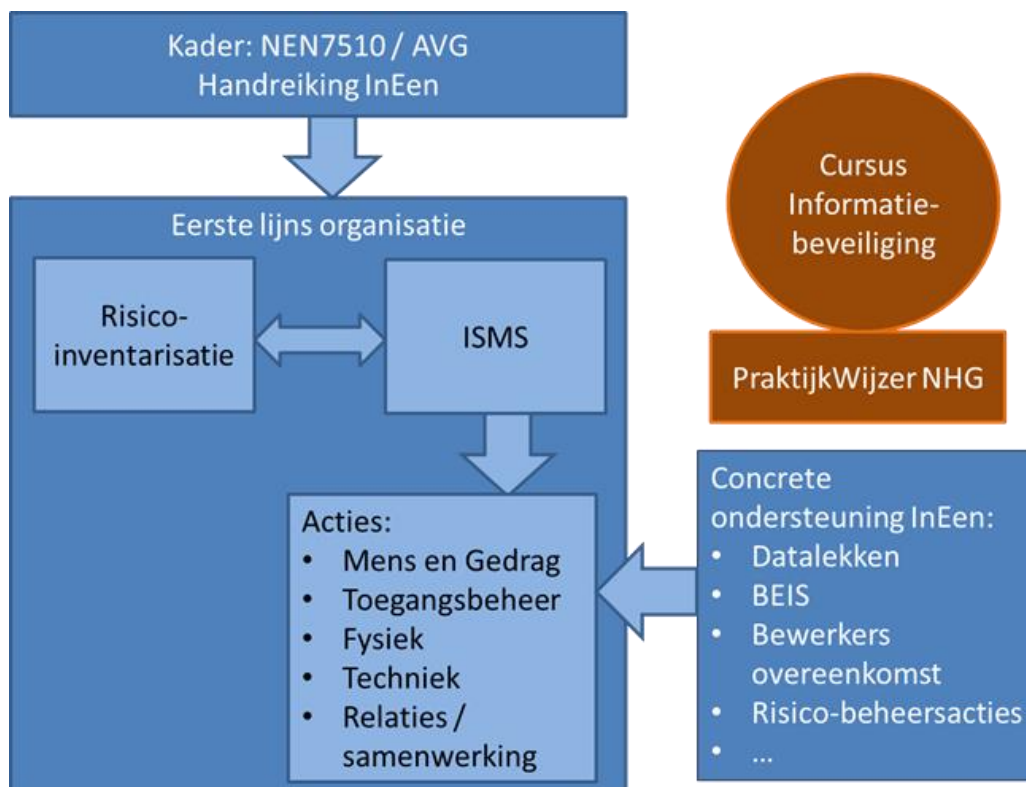 Kader: NEN7510 / AVG
Handreiking InEen
Eerste lijns organisatie
Risico-
inventarisatie
ISMS
Acties:
• Mens en Gedrag
• Toegangsbeheer
• Fysiek
• Techniek
• Relaties /
samenwerking
Cursus
Informatie-
beveiliging
PraktijkWijzer NHG
Concrete
ondersteuning InEen:
• Datalekken
• BEIS
• Bewerkers
overeenkomst
• Risico-beheersacties
• ...